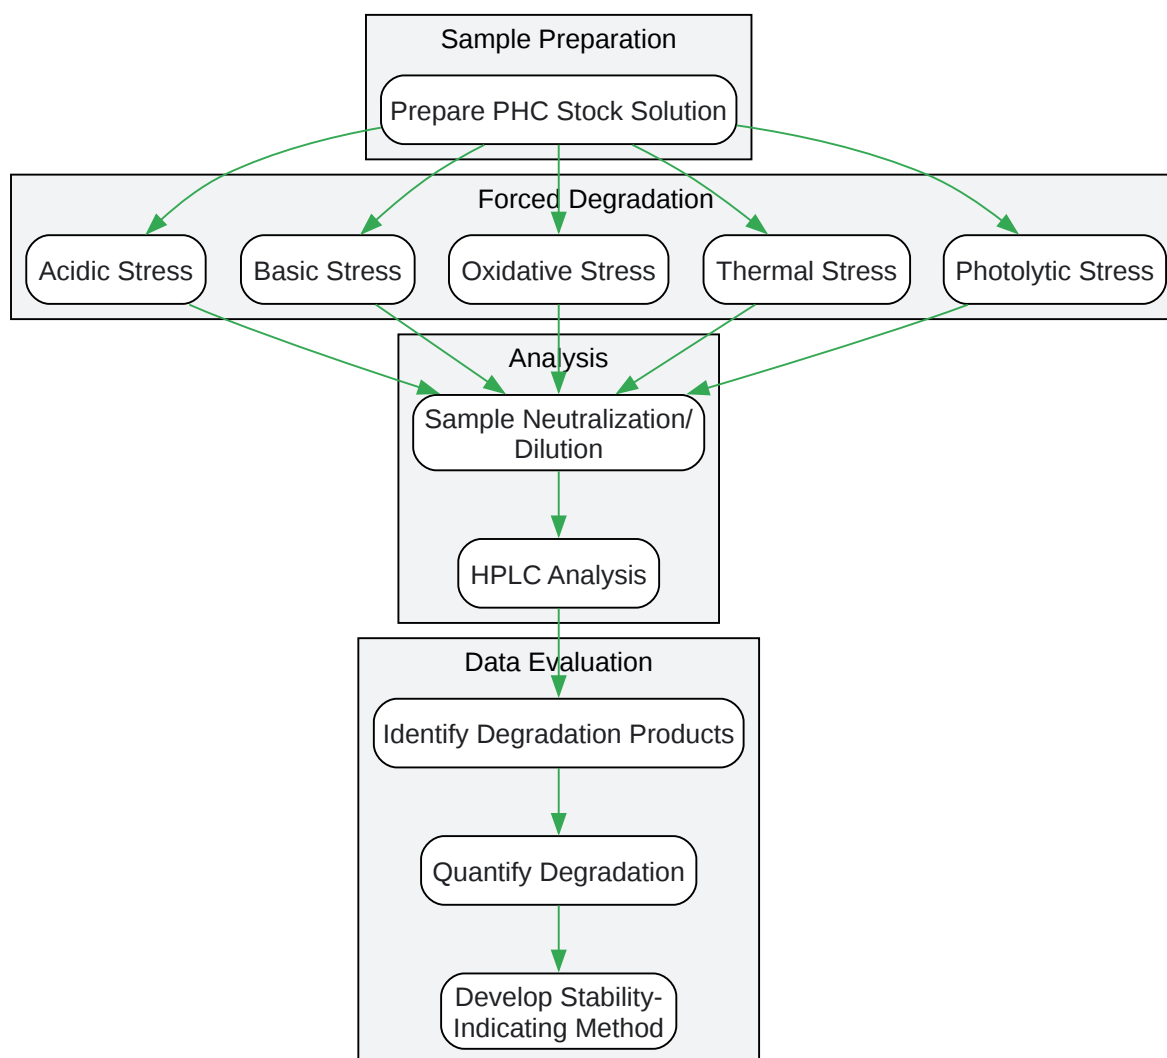 Sample Preparation
Prepare PHC Stock Solution
Forced Degradation
Acidic Stress
Basic Stress
Oxidative Stress
Thermal Stress
Photolytic Stress
Analysis
Sample Neutralization/
Dilution
HPLC Analysis
Data Evaluation
Identify Degradation Products
Quantify Degradation
Develop Stability-
Indicating Method